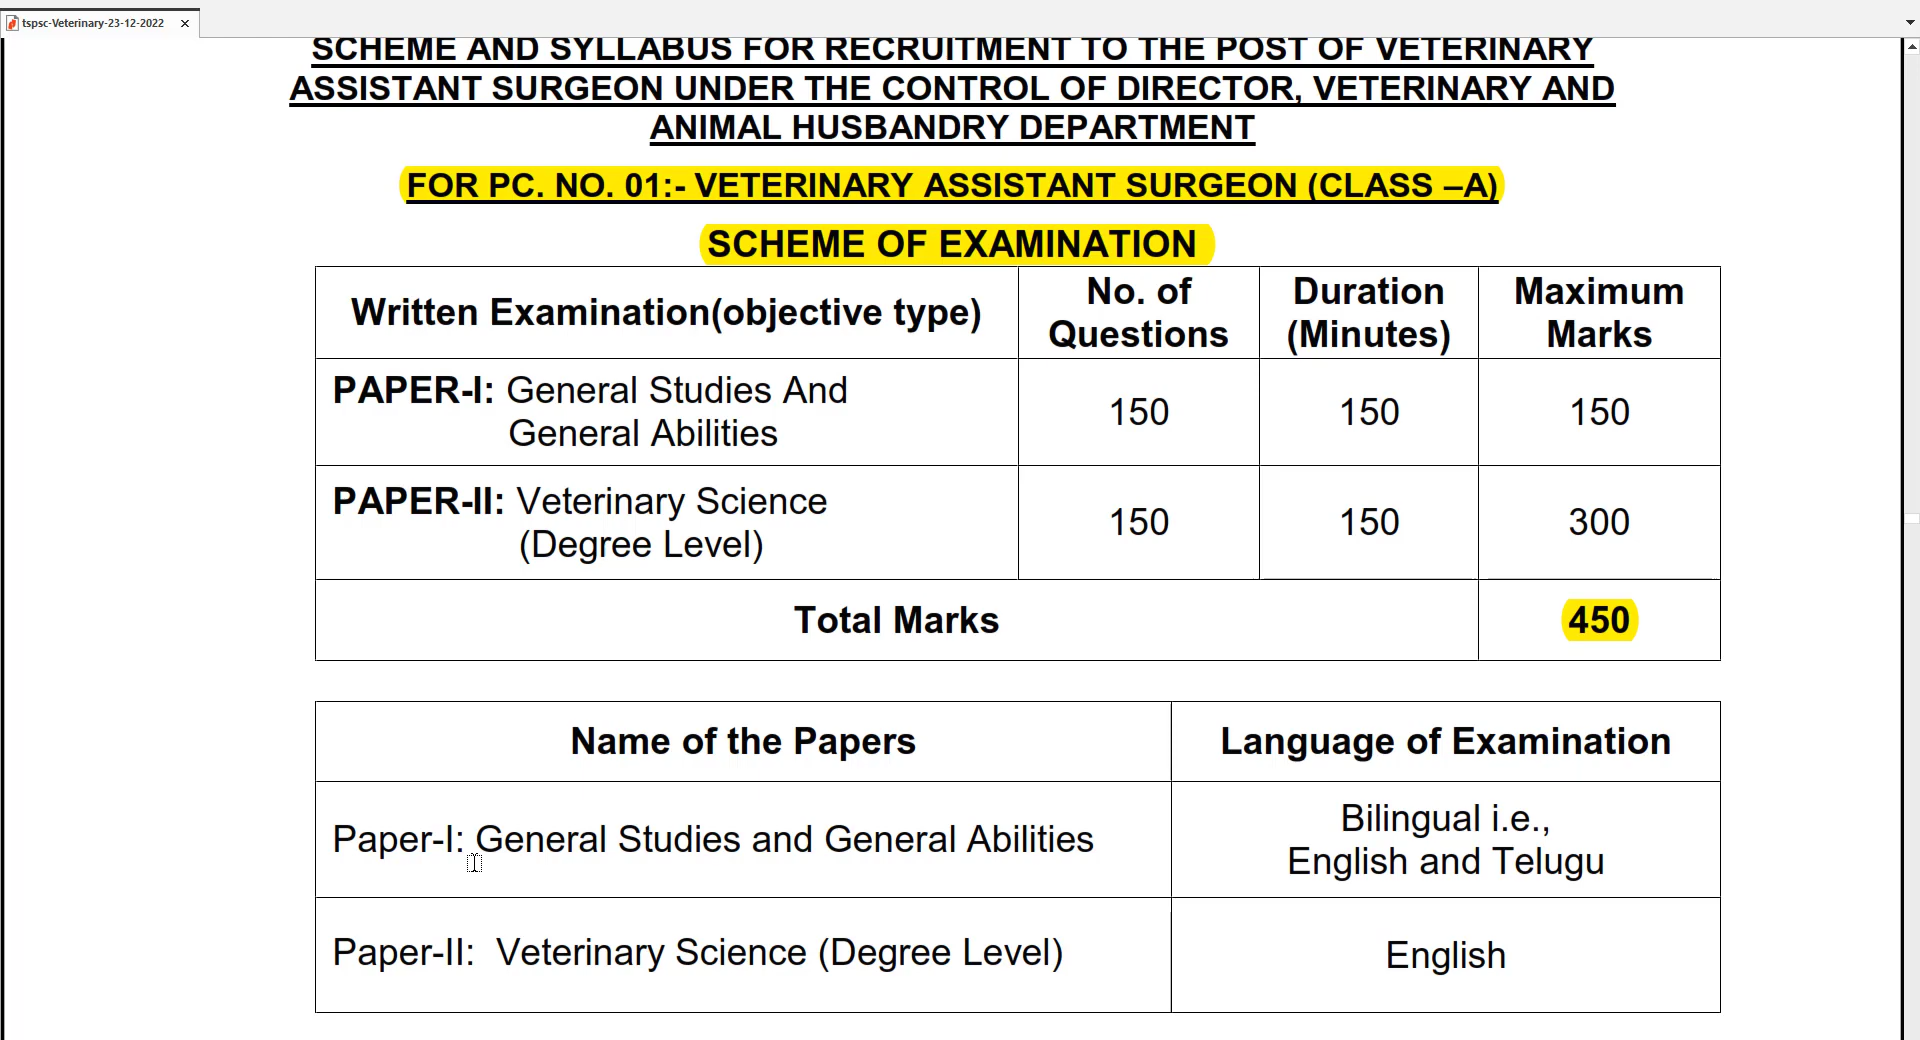 tspsc-Veterinary-23-12-2022
SCHEME AND SYLLABUS FOR RECRUITMENT TO THE POST OF VETERINARY
ASSISTANT SURGEON UNDER THE CONTROL OF DIRECTOR, VETERINARY AND
ANIMAL HUSBANDRY DEPARTMENT
FOR PC. NO. 01:- VETERINARY ASSISTANT SURGEON (CLASS –A)
SCHEME OF EXAMINATION
Written Examination(objective type)
No. of
Questions
Duration
(Minutes)
Maximum
Marks
PAPER-I: General Studies And
General Abilities
150
150
150
PAPER-II: Veterinary Science
(Degree Level)
150
150
300
Total Marks
450
Name of the Papers
Language of Examination
Paper-I: General Studies and General Abilities
Bilingual i.e.,
English and Telugu
Paper-II: Veterinary Science (Degree Level)
English